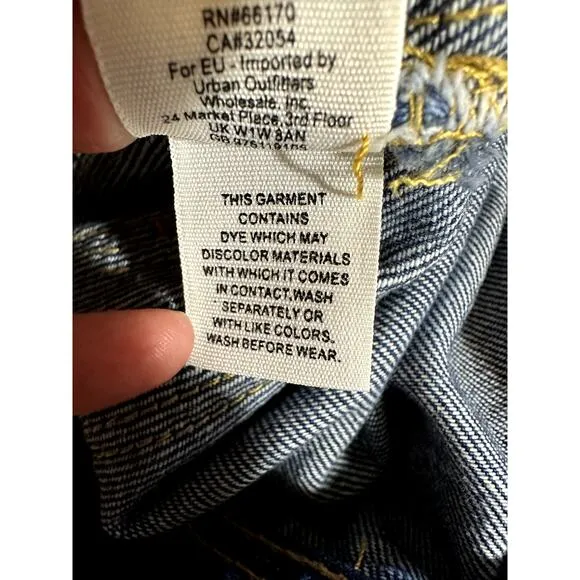 RN#66170
CA#32054
For EU - Imported by
Urban Outfitters
Wholesale, Inc.
24 Market Place, 3rd Floor
UK W1W 8AN
THIS GARMENT
CONTAINS
DYE WHICH MAY
DISCOLOR MATERIALS
WITH WHICH IT COMES
IN CONTACT.WASH
SEPARATELY OR
WITH LIKE COLORS.
WASH BEFORE WEAR.